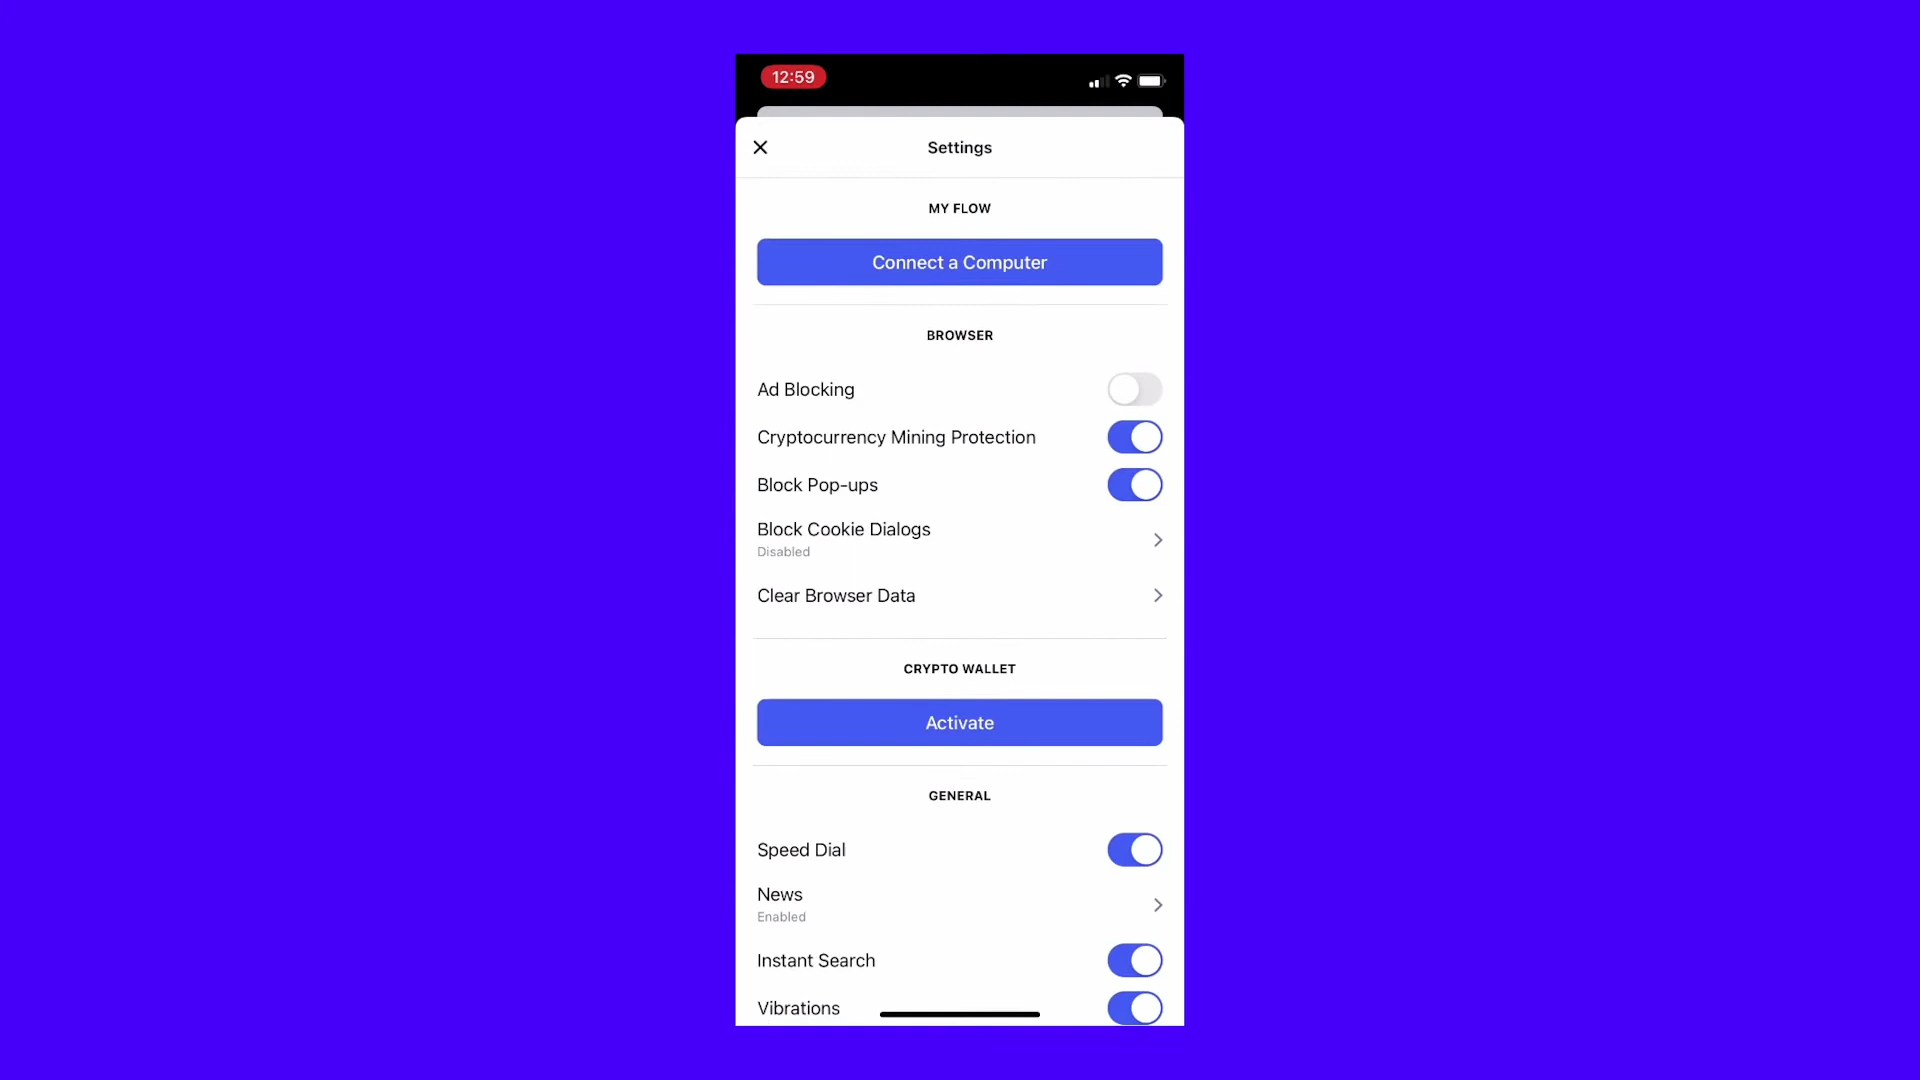 12:59
Settings
MY FLOW
Connect a Computer
BROWSER
Ad Blocking
Cryptocurrency Mining Protection
Block Pop-ups
Block Cookie Dialogs
Disabled
Clear Browser Data
CRYPTO WALLET
Activate
GENERAL
Speed Dial
News
Enabled
Instant Search
Vibrations